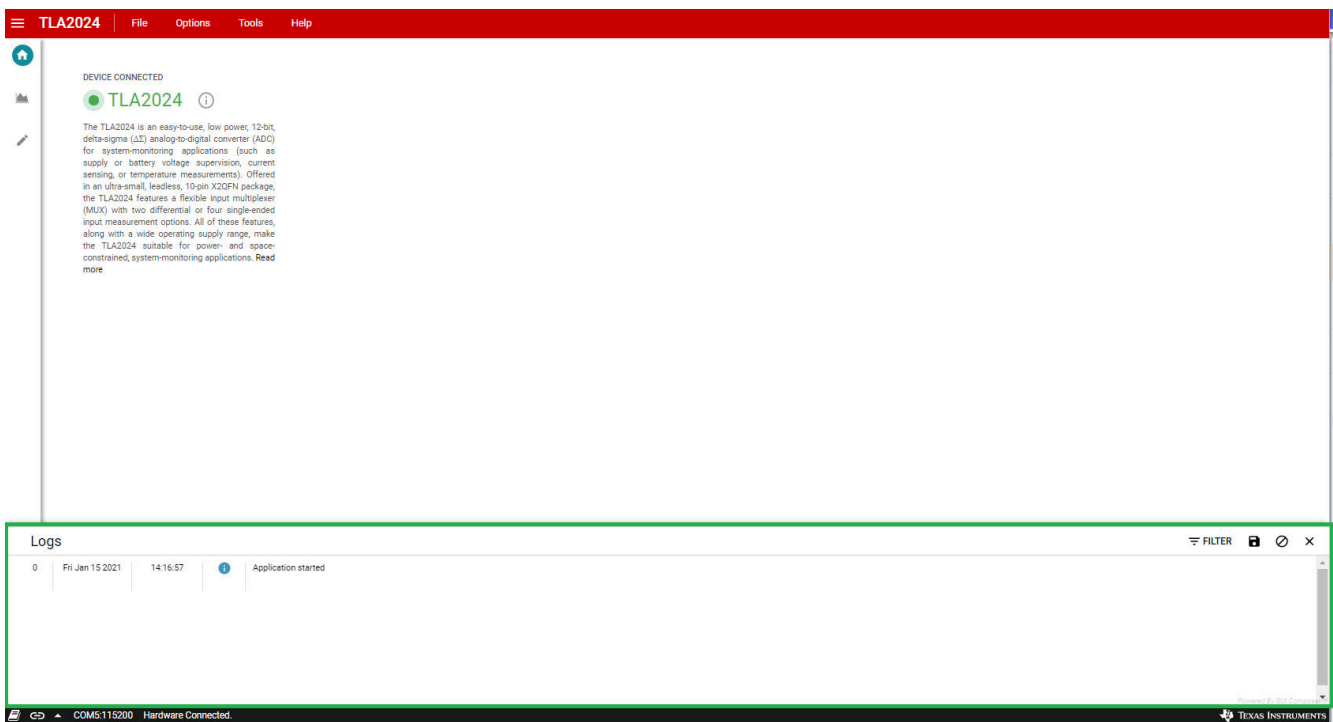 TLA2024 File Options Tools Help
DEVICE CONNECTED
TLA2024
The TLA2024 is an easy-to-use, low power, 12-bit,
delta-sigma (ΔΣ) analog-to-digital converter (ADC)
for system-monitoring applications (such as
supply or battery voltage supervision, current
sensing, or temperature measurements). Offered
in an ultra-small, leadless, 10-pin X2QFN package,
the TLA2024 features a flexible input multiplexer
(MUX) with two differential or four single-ended
input measurement options. All of these features,
along with a wide operating supply range, make
the TLA2024 suitable for power- and space-
constrained, system-monitoring applications. Read
more
Logs FILTER
0 Fri Jan 15 2021 14:16:57 Application started
Powered By GUI Composer
COM5:115200 Hardware Connected. TEXAS INSTRUMENTS